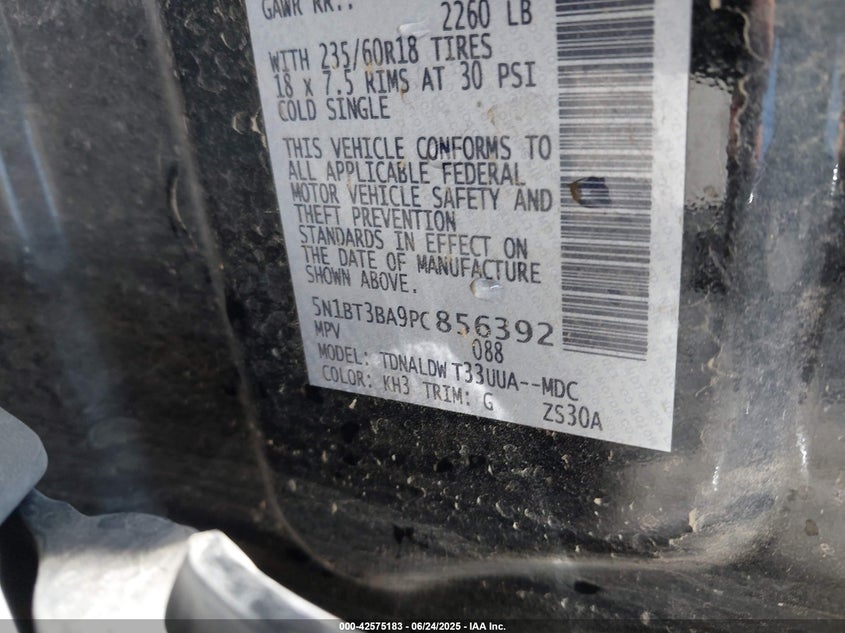 GAWR RR.:
2260 LB
WITH 235/60R18 TIRES
18 x 7.5 RIMS AT 30 PSI
COLD SINGLE
THIS VEHICLE CONFORMS TO
ALL APPLICABLE FEDERAL
MOTOR VEHICLE SAFETY AND
THEFT PREVENTION
STANDARDS IN EFFECT ON
THE DATE OF MANUFACTURE
SHOWN ABOVE.
5N1BT3BA9PC856392
MPV 088
MODEL: TDNALDW T33UUA--MDC
COLOR: KH3 TRIM: G ZS30A
000-42575183 - 06/24/2025 - IAA Inc.